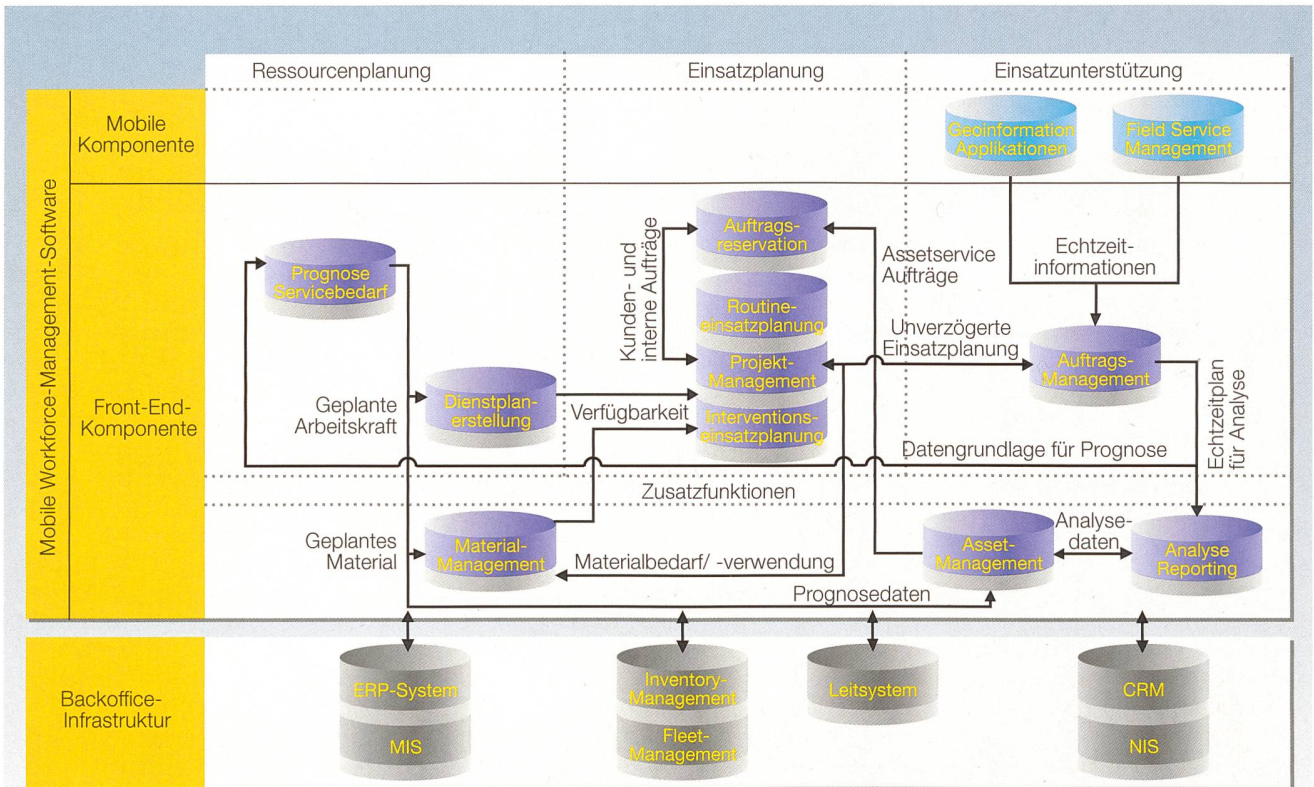 Ressourcenplanung
Einsatzplanung
Einsatzunterstützung
Mobile Workforce-Management-Software
Mobile
Komponente
Geoinformation
Applikationen
Field Service
Management
Front-End-
Komponente
Prognose
Servicebedarf
Kunden- und
interne Aufträge
Auftrags-
reservation
Assetservice
Aufträge
Echtzeit-
informationen
Routine-
einsatzplanung
Projekt-
Management
Interventions-
einsatzplanung
Unverzögerte
Einsatzplanung
Auftrags-
Management
Geplante
Arbeitskraft
Dienstplan-
erstellung
Verfügbarkeit
Datengrundlage für Prognose
Echtzeitplan
für Analyse
Zusatzfunktionen
Geplantes
Material
Material-
Management
Materialbedarf/ -verwendung
Asset-
Management
Analyse-
daten
Analyse
Reporting
Prognosedaten
Backoffice-
Infrastruktur
ERP-System
MIS
Inventory-
Management
Fleet-
Management
Leitsystem
CRM
NIS